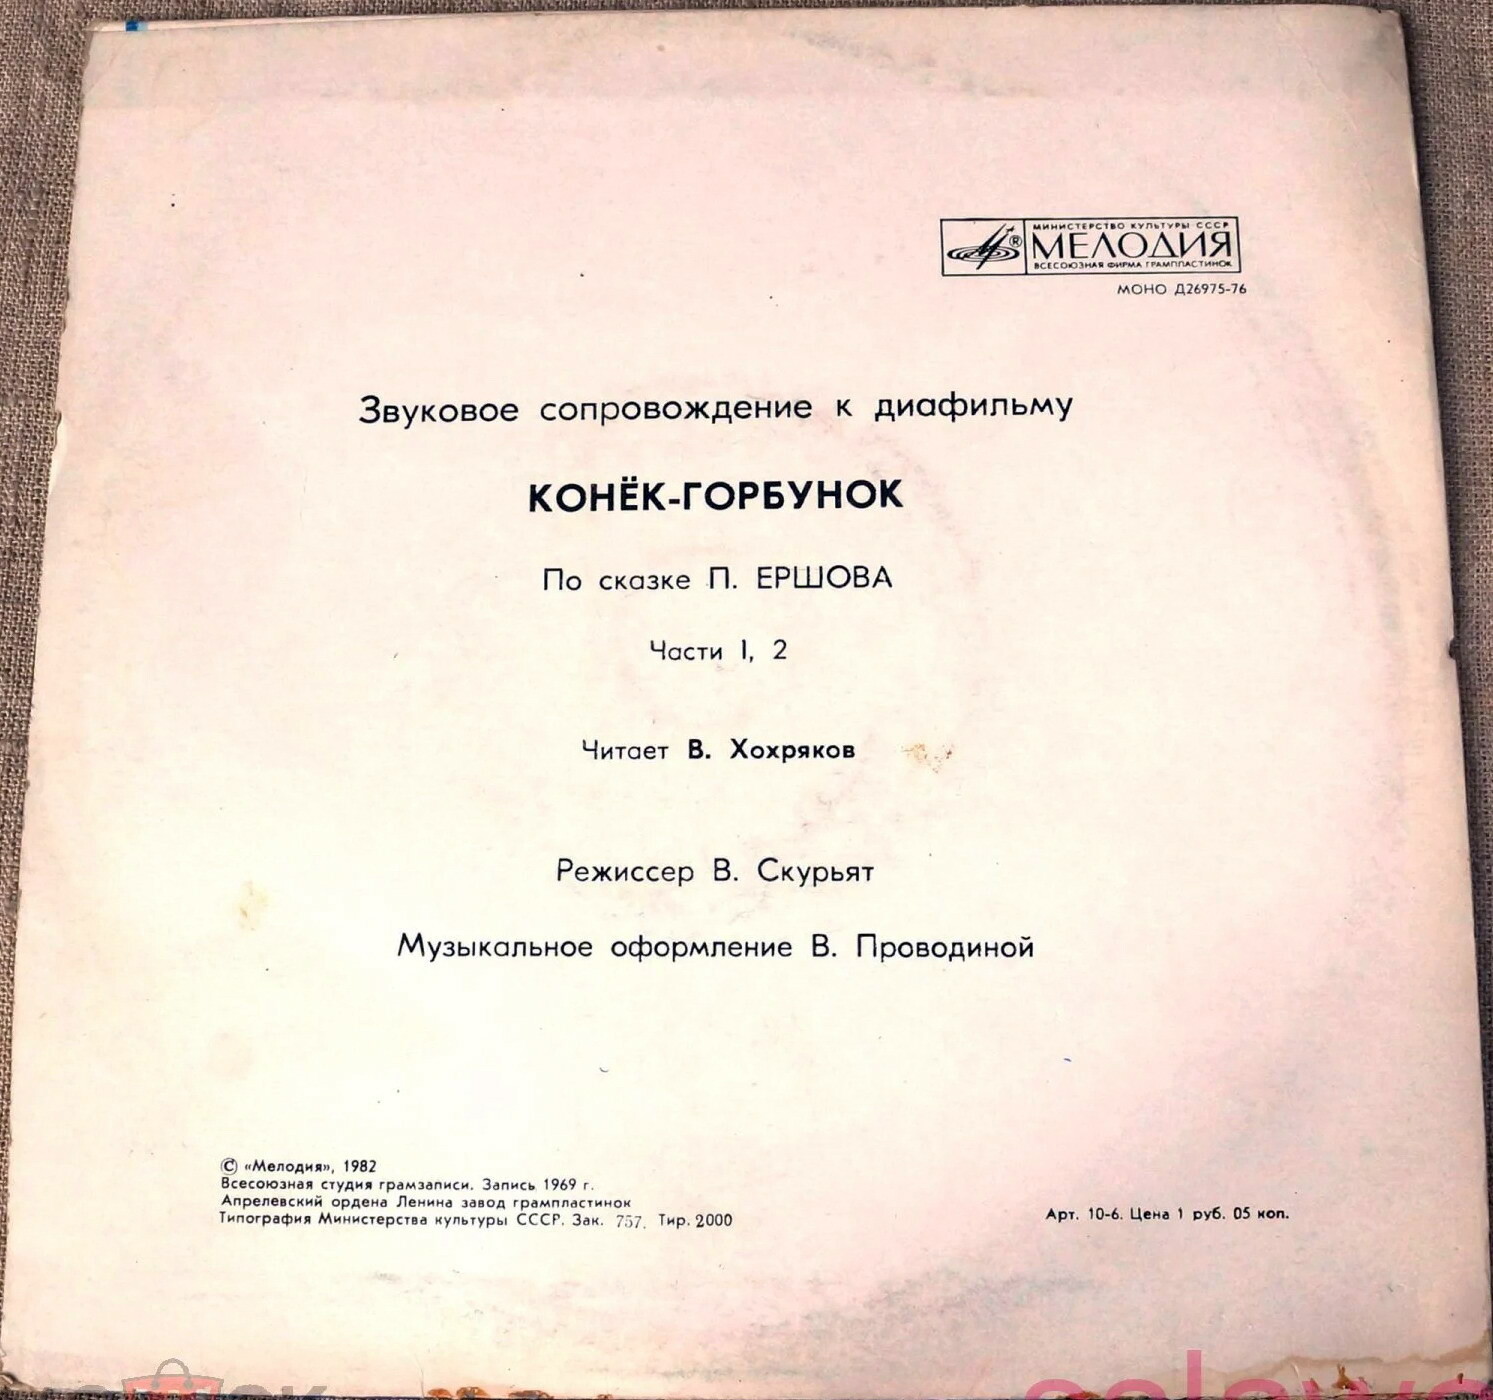 МИНИСТЕРСТВО КУЛЬТУРЫ СССР
МЕЛОДИЯ
ВСЕСОЮЗНАЯ ФИРМА ГРАМПЛАСТИНОК
МОНО Д26975-76
Звуковое сопровождение к диафильму
КОНЁК-ГОРБУНОК
По сказке П. ЕРШОВА
Части I, 2
Читает В. Хохряков
Режиссер В. Скурьят
Музыкальное оформление В. Проводиной
© «Мелодия», 1982
Всесоюзная студия грамзаписи. Запись 1969 г.
Апрелевский ордена Ленина завод грампластинок
Типография Министерства культуры СССР. Зак. 757. Тир. 2000
Арт. 10-6. Цена 1 руб. 05 коп.